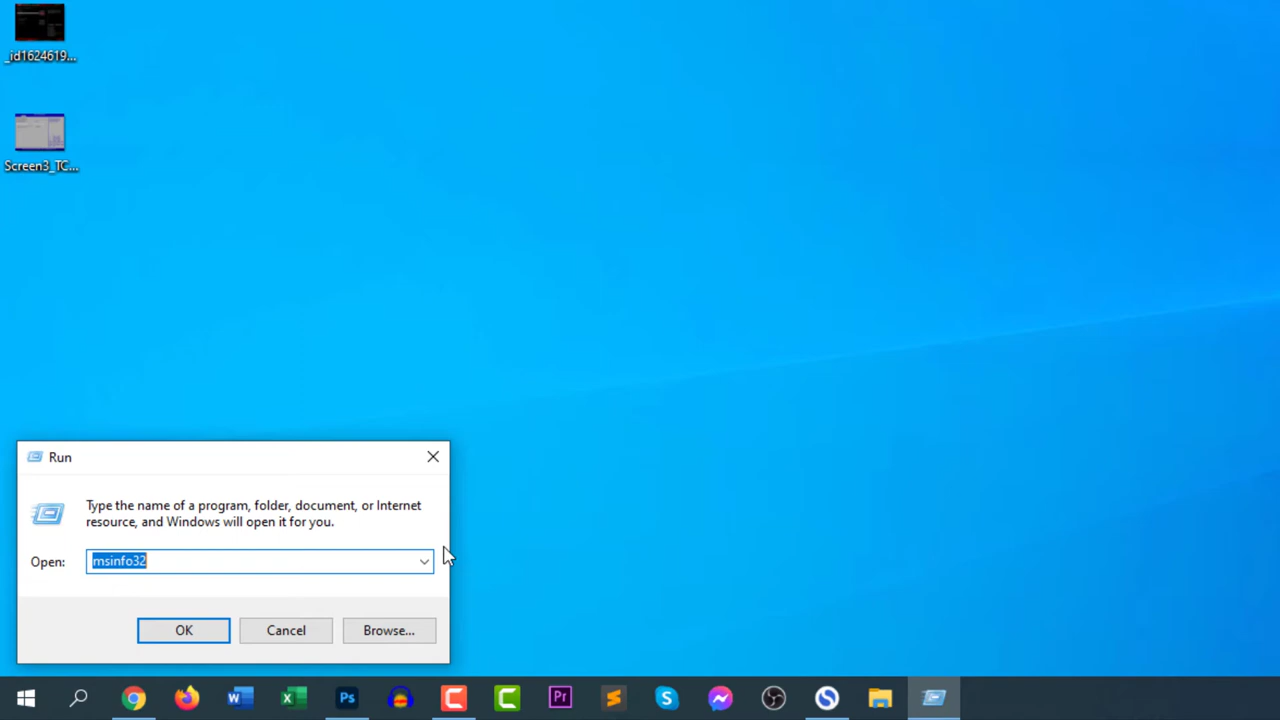 _id1624619...
Screen3_TC...
Run
Type the name of a program, folder, document, or Internet
resource, and Windows will open it for you.
Open: msinfo32
OK Cancel Browse...